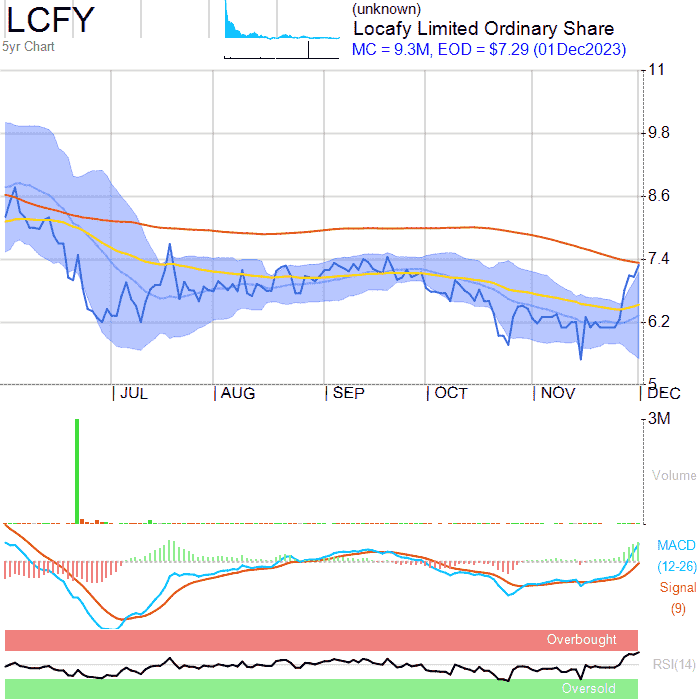 LCFY
5yr Chart
(unknown)
Locafy Limited Ordinary Share
MC = 9.3M, EOD = $7.29 (01Dec2023)
11
9.8
8.6
7.4
6.2
5
JUL AUG SEP OCT NOV DEC
3M
Volume
MACD
(12-26)
Signal
(9)
Overbought
RSI(14)
Oversold